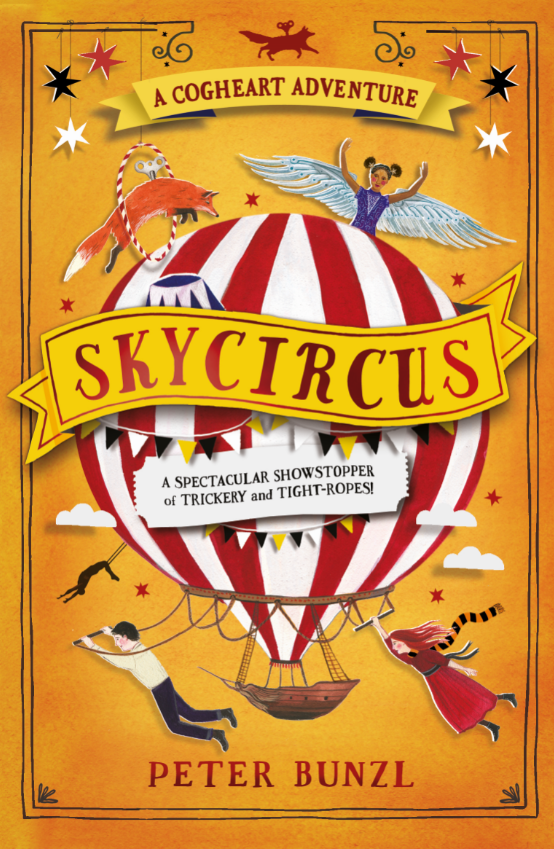 A COGHEART ADVENTURE
SKYCIRCUS
A SPECTACULAR SHOWSTOPPER
of TRICKERY and TIGHT-ROPES!
PETER BUNZL